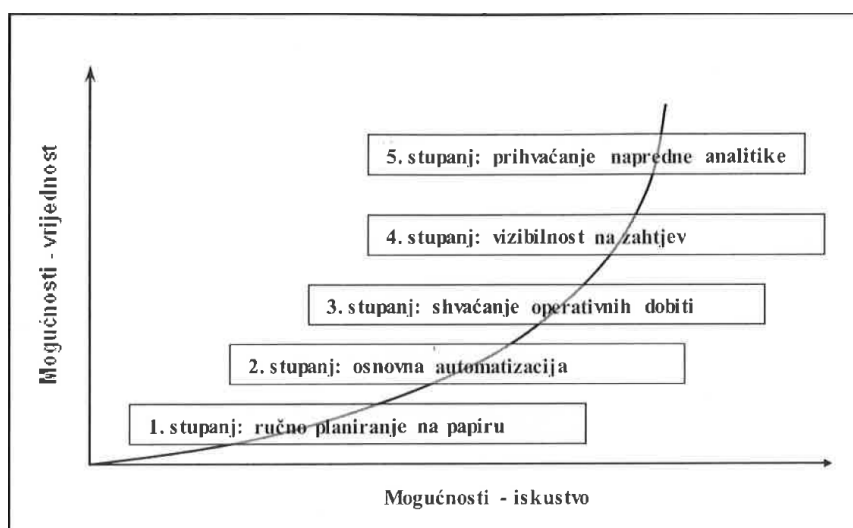 Mogućnosti - vrijednost
5. stupanj: prihvaćanje napredne analitike
4. stupanj: vizibilnost na zahtjev
3. stupanj: shvaćanje operativnih dobiti
2. stupanj: osnovna automatizacija
1. stupanj: ručno planiranje na papiru
Mogućnosti - iskustvo